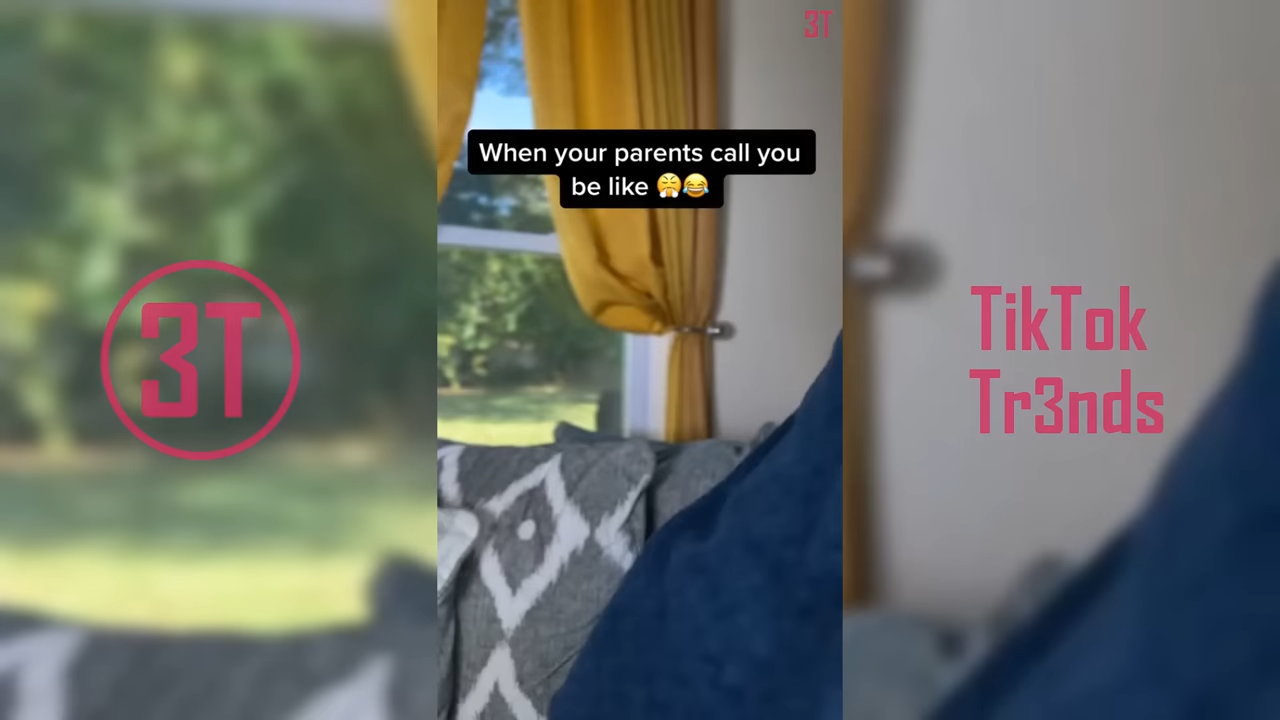 3T
When your parents call you
be like 😤😂
3T
TikTok
Tr3nds